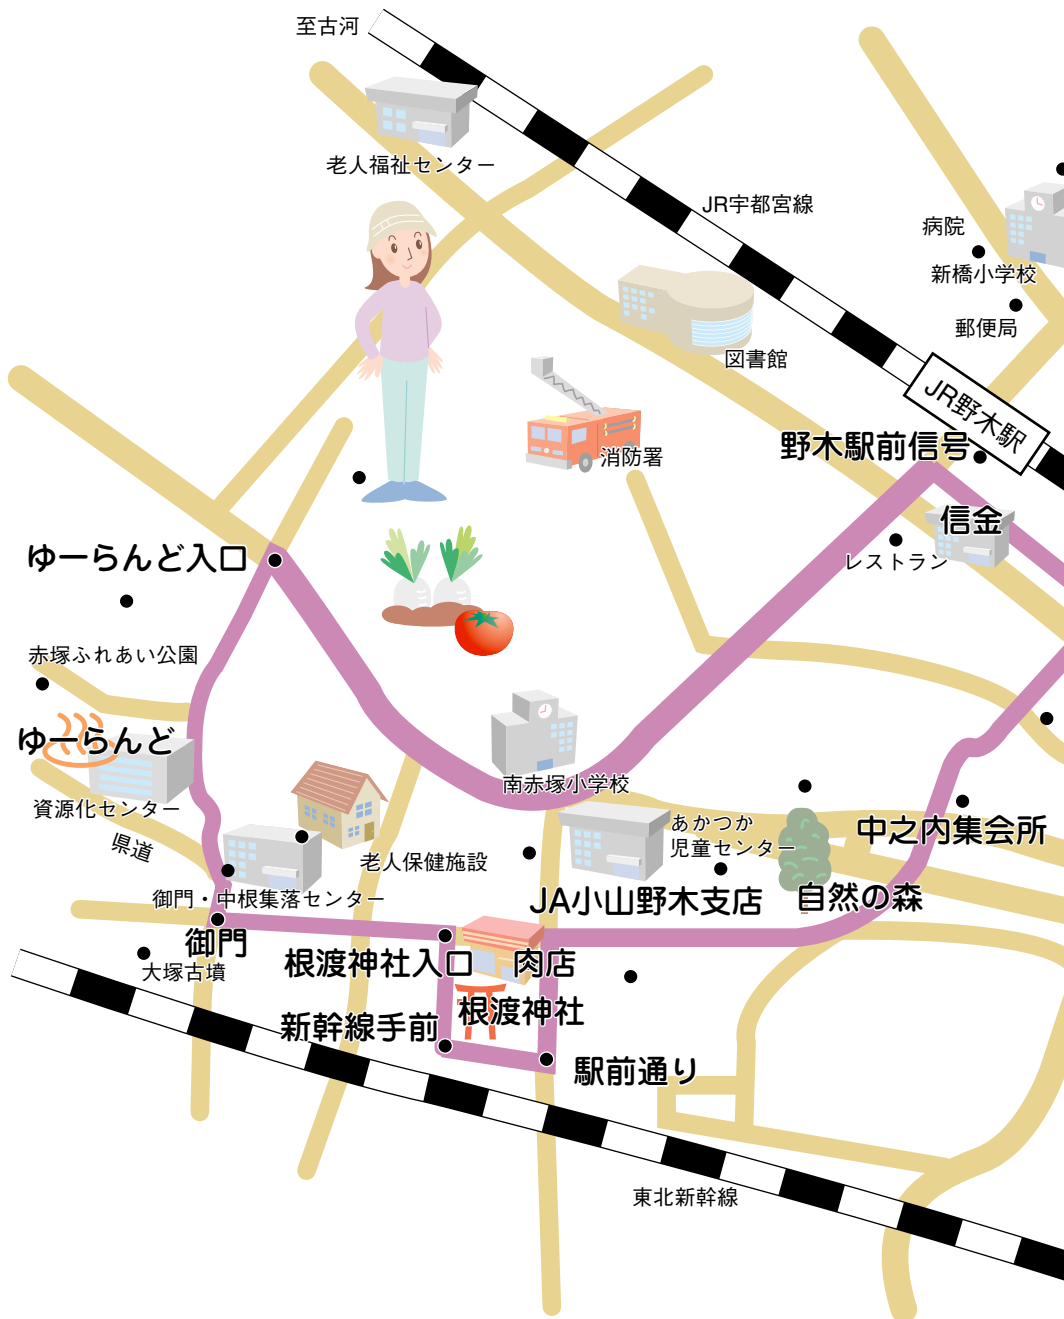 至古河
老人福祉センター
JR宇都宮線
病院
新橋小学校
郵便局
図書館
JR野木駅
野木駅前信号
消防署
信金
レストラン
ゆーらんど入口
赤塚ふれあい公園
ゆーらんど
資源化センター
県道
南赤塚小学校
あかつか
児童センター
中之内集会所
老人保健施設
御門・中根集落センター
JA小山野木支店
自然の森
御門
大塚古墳
根渡神社入口
肉店
根渡神社
新幹線手前
駅前通り
東北新幹線